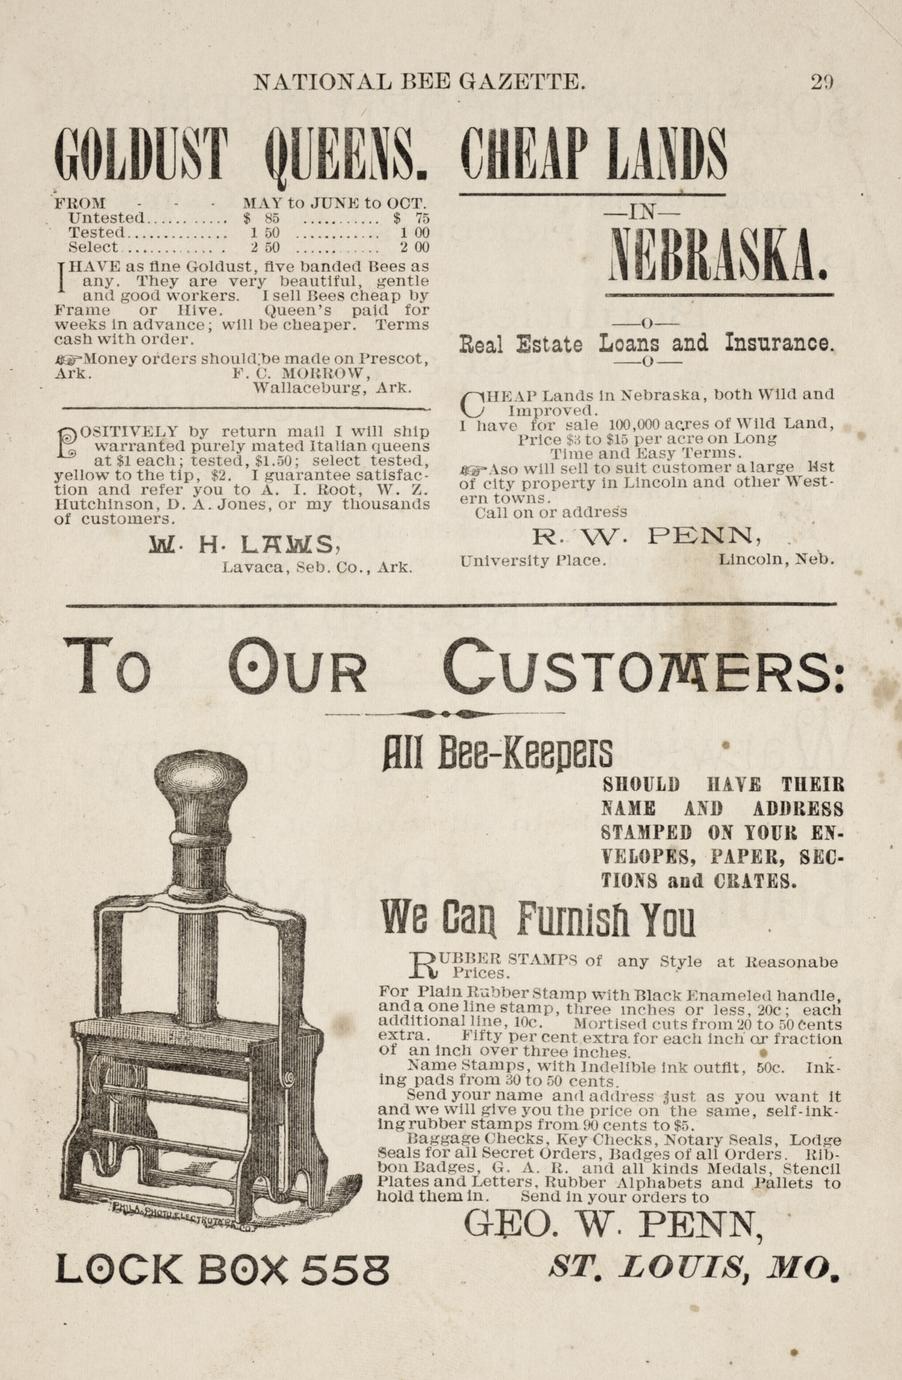 NATIONAL BEE GAZETTE. 29
GOLDUST QUEENS.
FROM - - - MAY to JUNE to OCT.
Untested........... $ 85 ........... $ 75
Tested.............. 1 50 ............ 1 00
Select .............. 2 50 ............ 2 00
I HAVE as fine Goldust, five banded Bees as
any. They are very beautiful, gentle
and good workers. I sell Bees cheap by
Frame or Hive. Queen's paid for
weeks in advance; will be cheaper. Terms
cash with order.
☞Money orders should be made on Prescot,
Ark. F. C. MORROW,
Wallaceburg, Ark.
POSITIVELY by return mail I will ship
warranted purely mated Italian queens
at $1 each; tested, $1.50; select tested,
yellow to the tip, $2. I guarantee satisfac-
tion and refer you to A. I. Root, W. Z.
Hutchinson, D. A. Jones, or my thousands
of customers.
W. H. LAWS,
Lavaca, Seb. Co., Ark.
CHEAP LANDS
—IN—
NEBRASKA.
——o——
Real Estate Loans and Insurance.
——o——
CHEAP Lands in Nebraska, both Wild and
Improved.
I have for sale 100,000 acres of Wild Land,
Price $3 to $15 per acre on Long
Time and Easy Terms.
☞Aso will sell to suit customer a large list
of city property in Lincoln and other West-
ern towns.
Call on or address
R. W. PENN,
University Place. Lincoln, Neb.
TO OUR CUSTOMERS:
All Bee-Keepers
SHOULD HAVE THEIR
NAME AND ADDRESS
STAMPED ON YOUR EN-
VELOPES, PAPER, SEC-
TIONS and CRATES.
We Can Furnish You
RUBBER STAMPS of any Style at Reasonabe
Prices.
For Plain Rubber Stamp with Black Enameled handle,
and a one line stamp, three inches or less, 20c; each
additional line, 10c. Mortised cuts from 20 to 50 cents
extra. Fifty per cent extra for each inch or fraction
of an inch over three inches.
Name Stamps, with Indelible ink outfit, 50c. Ink-
ing pads from 30 to 50 cents.
Send your name and address just as you want it
and we will give you the price on the same, self-ink-
ing rubber stamps from 90 cents to $5.
Baggage Checks, Key Checks, Notary Seals, Lodge
Seals for all Secret Orders, Badges of all Orders. Rib-
bon Badges, G. A. R. and all kinds Medals, Stencil
Plates and Letters, Rubber Alphabets and Pallets to
hold them in. Send in your orders to
GEO. W. PENN,
PHILA. PHOTO. ELECTROTYPE CO.
LOCK BOX 558 ST. LOUIS, MO.